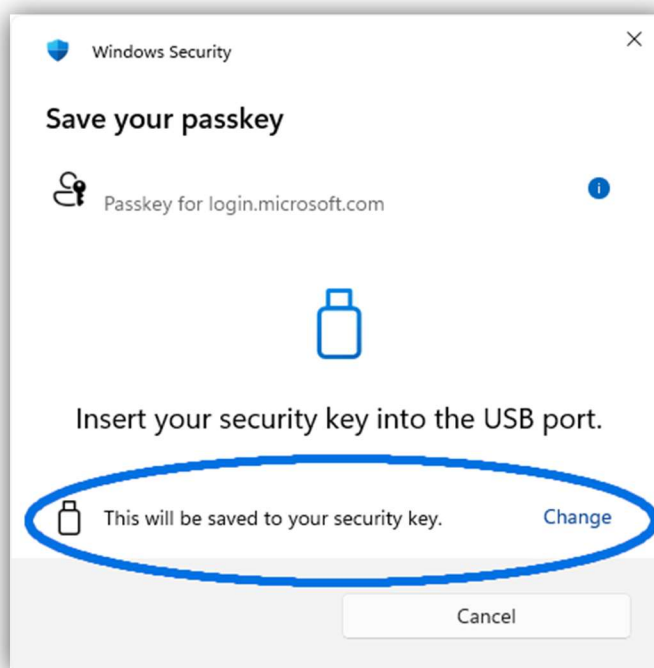 Windows Security
Save your passkey
Passkey for login.microsoft.com
Insert your security key into the USB port.
This will be saved to your security key. Change
Cancel